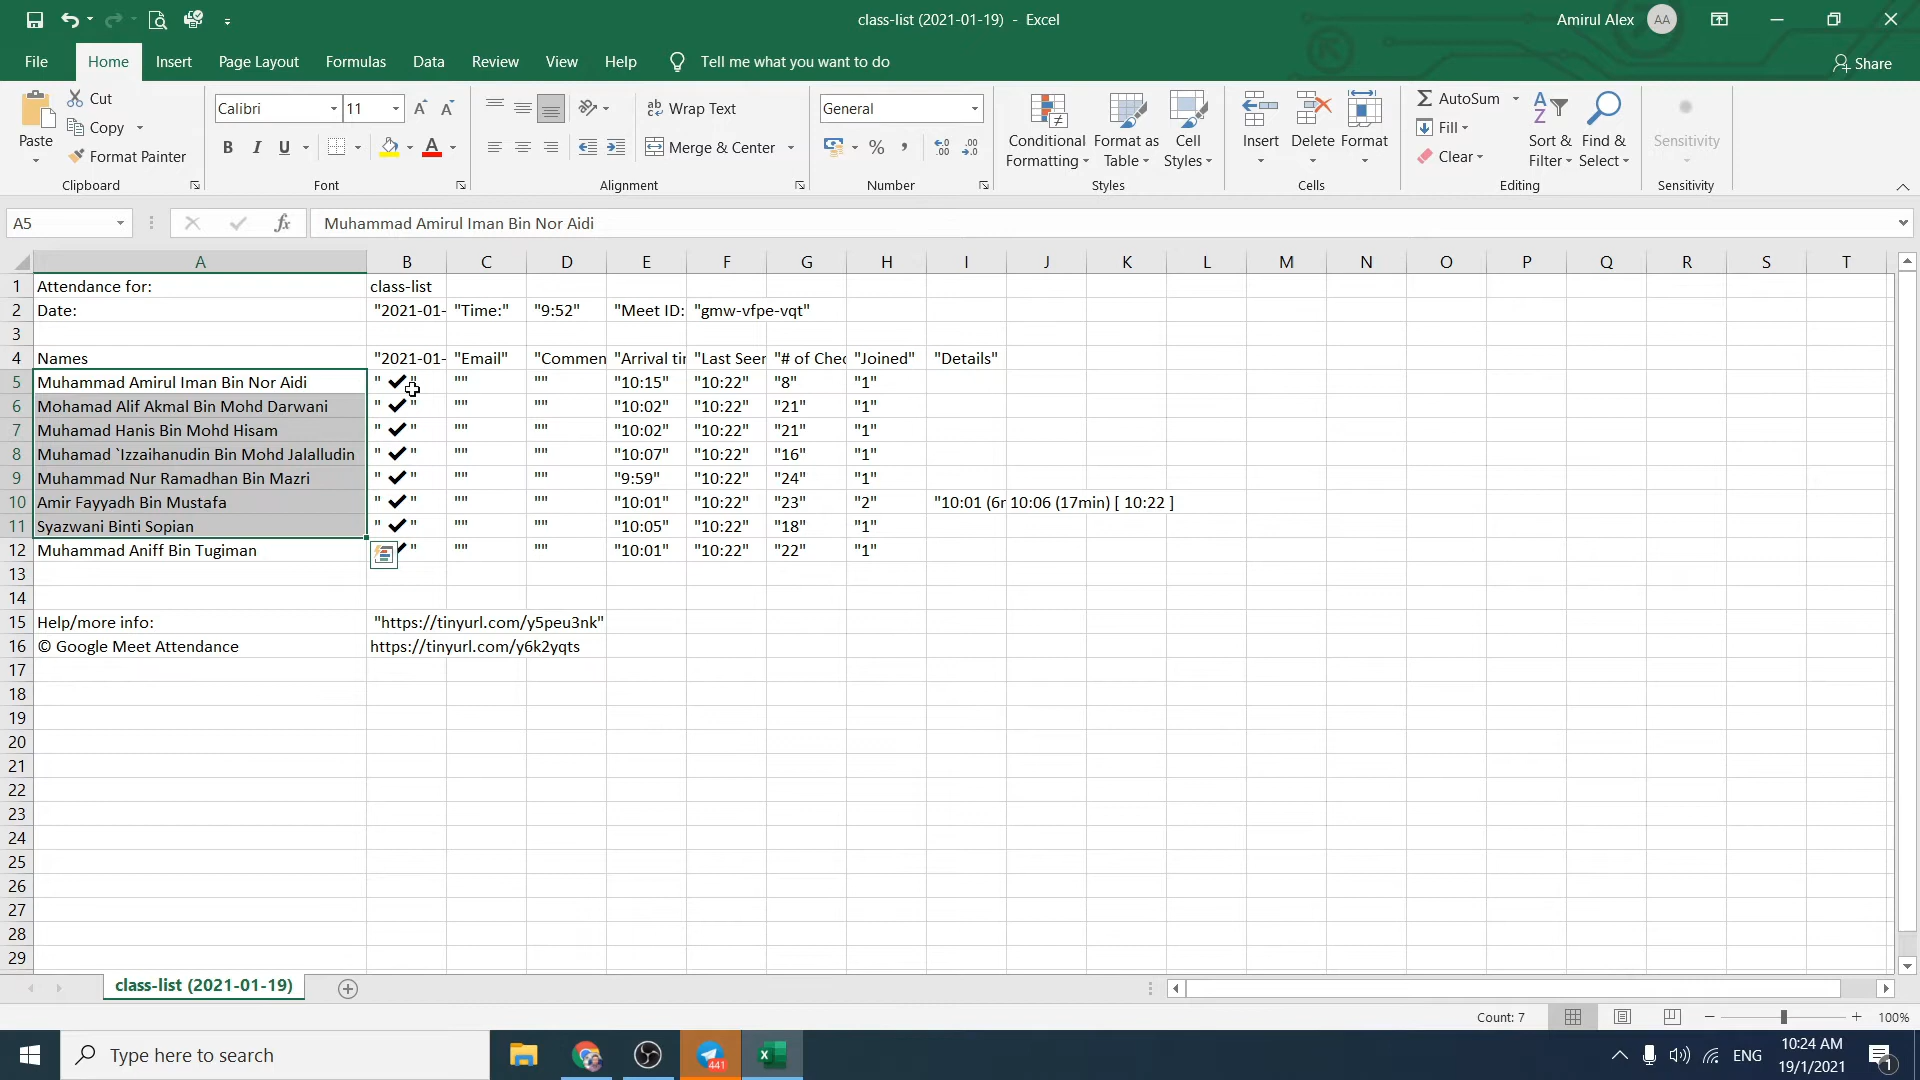 class-list (2021-01-19) - Excel
Amirul Alex AA
File Home Insert Page Layout Formulas Data Review View Help Tell me what you want to do Share
Paste
Cut
Copy
Format Painter
Clipboard
Calibri 11
B I U
Font
Wrap Text
Merge & Center
Alignment
General
Number
Conditional Formatting
Format as Table
Cell Styles
Styles
Insert Delete Format
Cells
AutoSum
Fill
Clear
Sort & Filter
Find & Select
Editing
Sensitivity
Sensitivity
A5 fx Muhammad Amirul Iman Bin Nor Aidi
A B C D E F G H I J K L M N O P Q R S T
1 Attendance for: class-list
2 Date: "2021-01- "Time:" "9:52" "Meet ID: "gmw-vfpe-vqt"
3
4 Names "2021-01- "Email" "Commen "Arrival tir "Last Seer "# of Chec "Joined" "Details"
5 Muhammad Amirul Iman Bin Nor Aidi " ✔ " "" "" "10:15" "10:22" "8" "1"
6 Mohamad Alif Akmal Bin Mohd Darwani " ✔ " "" "" "10:02" "10:22" "21" "1"
7 Muhamad Hanis Bin Mohd Hisam " ✔ " "" "" "10:02" "10:22" "21" "1"
8 Muhamad `Izzaihanudin Bin Mohd Jalalludin " ✔ " "" "" "10:07" "10:22" "16" "1"
9 Muhammad Nur Ramadhan Bin Mazri " ✔ " "" "" "9:59" "10:22" "24" "1"
10 Amir Fayyadh Bin Mustafa " ✔ " "" "" "10:01" "10:22" "23" "2" "10:01 (6r 10:06 (17min) [ 10:22 ]
11 Syazwani Binti Sopian " ✔ " "" "" "10:05" "10:22" "18" "1"
12 Muhammad Aniff Bin Tugiman ✔ " "" "" "10:01" "10:22" "22" "1"
13
14
15 Help/more info: "https://tinyurl.com/y5peu3nk"
16 © Google Meet Attendance https://tinyurl.com/y6k2yqts
17
18
19
20
21
22
23
24
25
26
27
28
29
class-list (2021-01-19)
Count: 7 100%
Type here to search
441
ENG
10:24 AM
19/1/2021
1